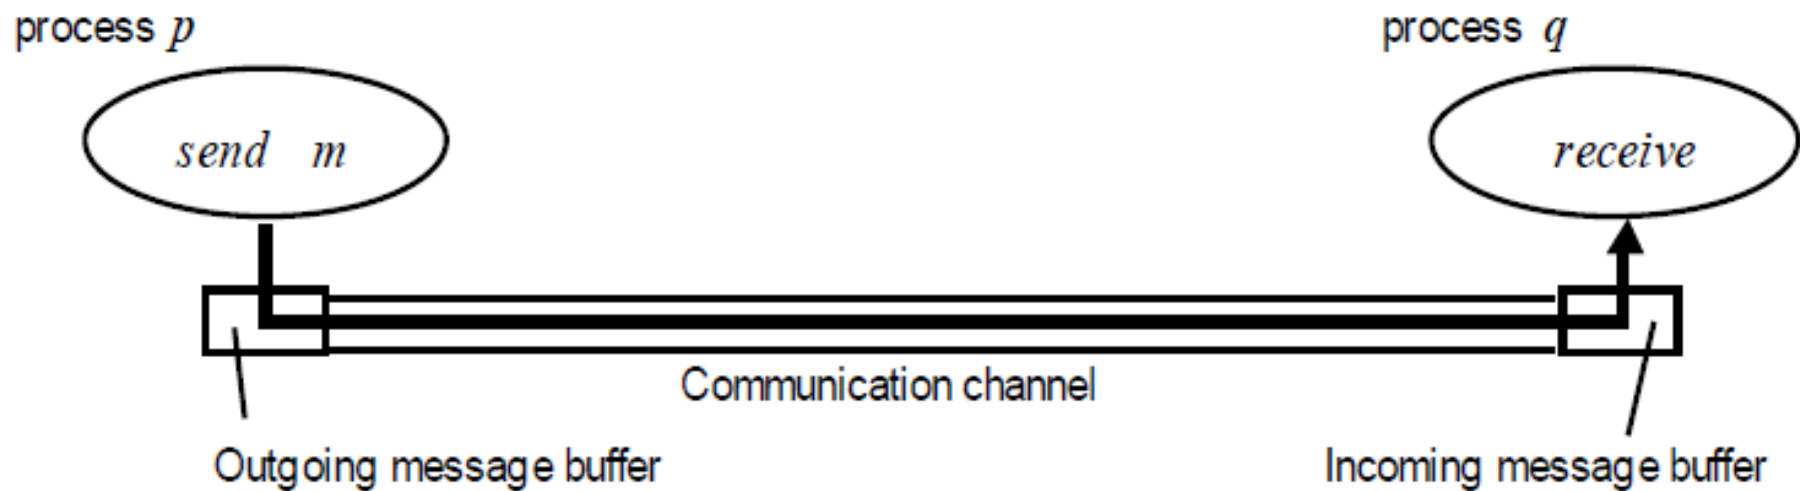 process p
process q
send m
receive
Communication channel
Outgoing message buffer
Incoming message buffer